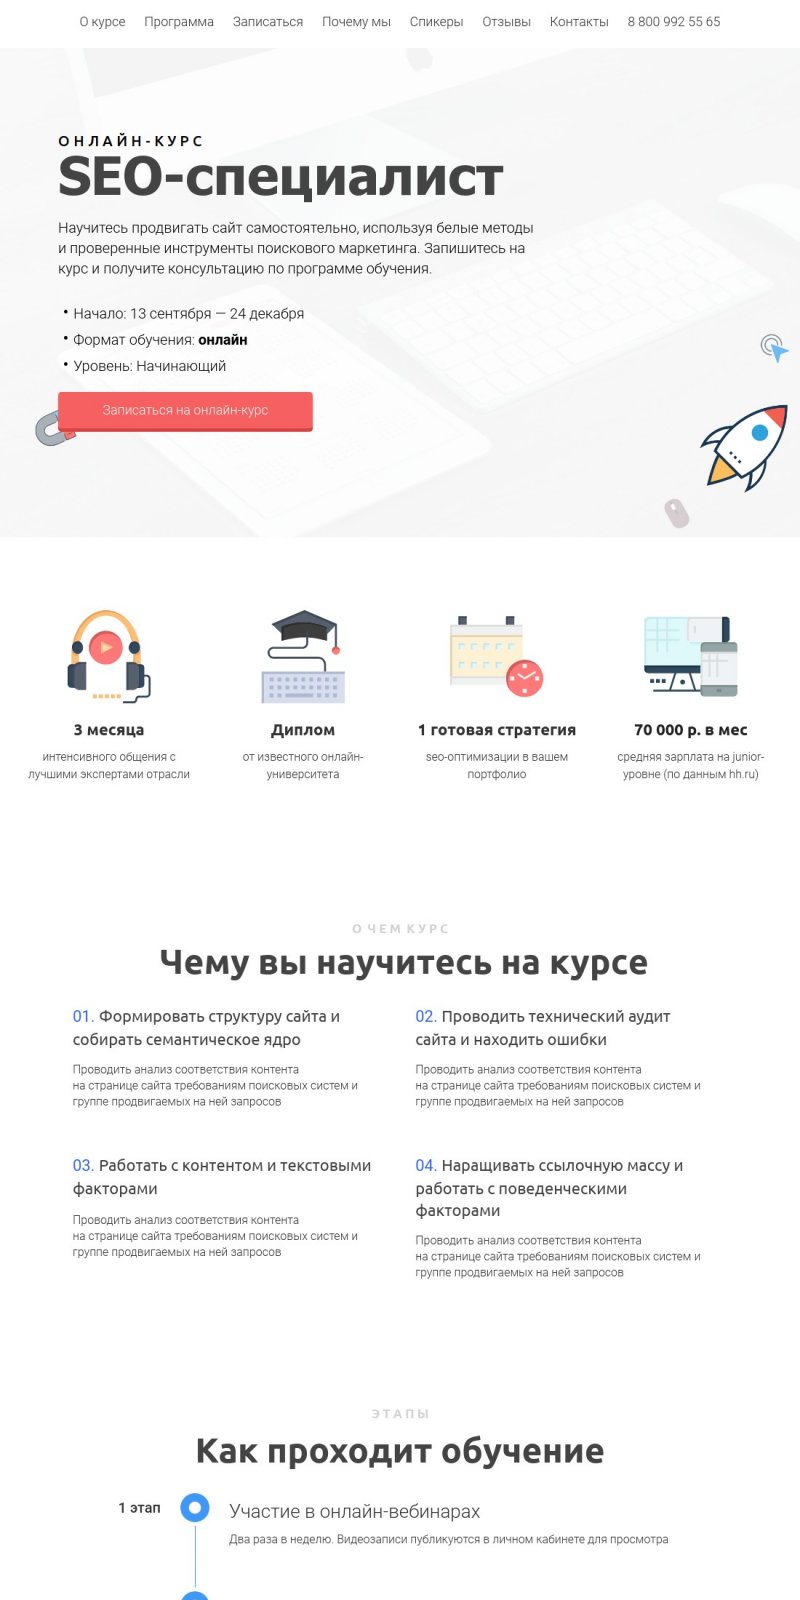 О курсе Программа Записаться Почему мы Спикеры Отзывы Контакты 8 800 992 55 65
ОНЛАЙН-КУРС
SEO-специалист
Научитесь продвигать сайт самостоятельно, используя белые методы
и проверенные инструменты поискового маркетинга. Запишитесь на
курс и получите консультацию по программе обучения.
• Начало: 13 сентября — 24 декабря
• Формат обучения: онлайн
• Уровень: Начинающий
Записаться на онлайн-курс
3 месяца
интенсивного общения с
лучшими экспертами отрасли
Диплом
от известного онлайн-
университета
1 готовая стратегия
seo-оптимизации в вашем
портфолио
70 000 р. в мес
средняя зарплата на junior-
уровне (по данным hh.ru)
О ЧЕМ КУРС
Чему вы научитесь на курсе
01. Формировать структуру сайта и
собирать семантическое ядро
Проводить анализ соответствия контента
на странице сайта требованиям поисковых систем и
группе продвигаемых на ней запросов
02. Проводить технический аудит
сайта и находить ошибки
Проводить анализ соответствия контента
на странице сайта требованиям поисковых систем и
группе продвигаемых на ней запросов
03. Работать с контентом и текстовыми
факторами
Проводить анализ соответствия контента
на странице сайта требованиям поисковых систем и
группе продвигаемых на ней запросов
04. Наращивать ссылочную массу и
работать с поведенческими
факторами
Проводить анализ соответствия контента
на странице сайта требованиям поисковых систем и
группе продвигаемых на ней запросов
ЭТАПЫ
Как проходит обучение
1 этап
Участие в онлайн-вебинарах
Два раза в неделю. Видеозаписи публикуются в личном кабинете для просмотра